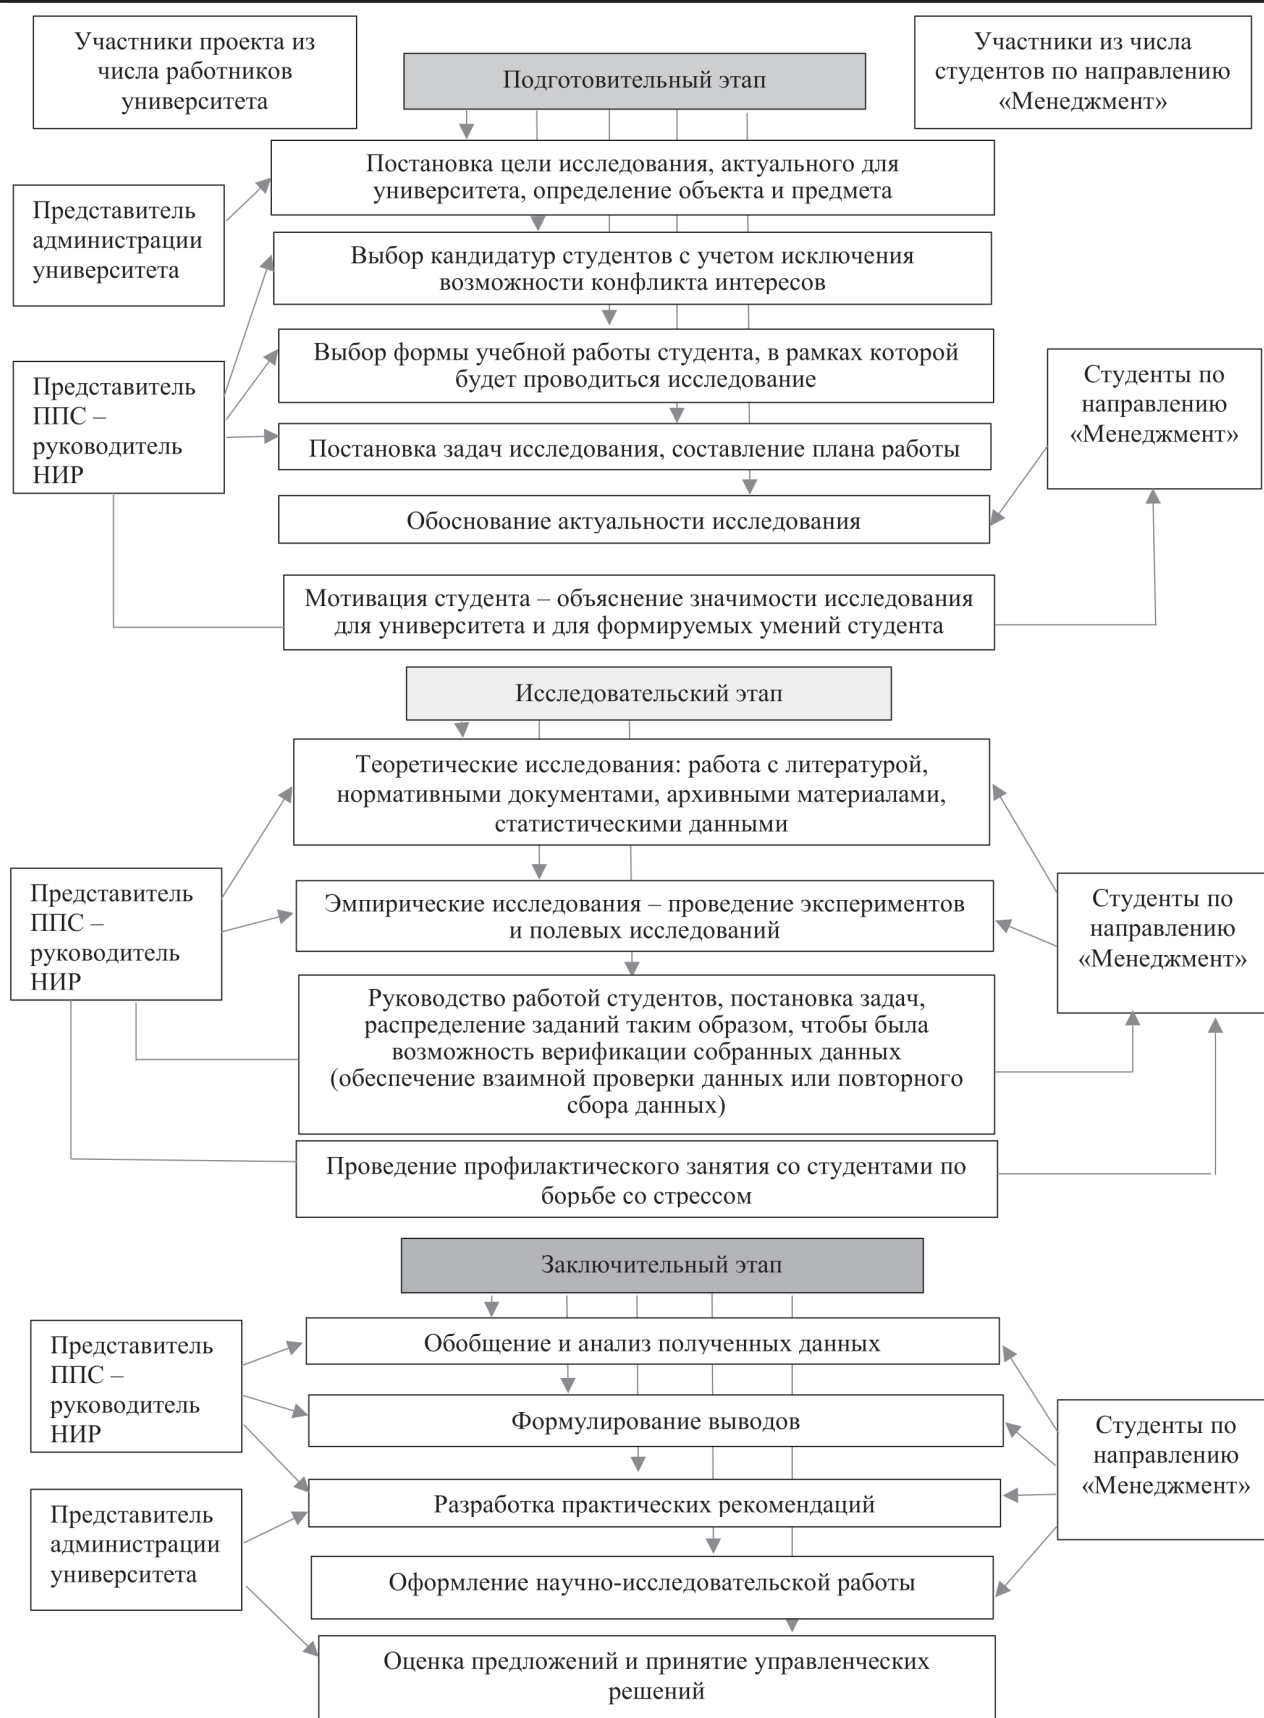 Участники проекта из
числа работников
университета
Подготовительный этап
Участники из числа
студентов по направлению
«Менеджмент»
Постановка цели исследования, актуального для
университета, определение объекта и предмета
Представитель
администрации
университета
Выбор кандидатур студентов с учетом исключения
возможности конфликта интересов
Выбор формы учебной работы студента, в рамках которой
будет проводиться исследование
Представитель
ППС –
руководитель
НИР
Студенты по
направлению
«Менеджмент»
Постановка задач исследования, составление плана работы
Обоснование актуальности исследования
Мотивация студента – объяснение значимости исследования
для университета и для формируемых умений студента
Исследовательский этап
Теоретические исследования: работа с литературой,
нормативными документами, архивными материалами,
статистическими данными
Представитель
ППС –
руководитель
НИР
Эмпирические исследования – проведение экспериментов
и полевых исследований
Студенты по
направлению
«Менеджмент»
Руководство работой студентов, постановка задач,
распределение заданий таким образом, чтобы была
возможность верификации собранных данных
(обеспечение взаимной проверки данных или повторного
сбора данных)
Проведение профилактического занятия со студентами по
борьбе со стрессом
Заключительный этап
Представитель
ППС –
руководитель
НИР
Обобщение и анализ полученных данных
Формулирование выводов
Студенты по
направлению
«Менеджмент»
Разработка практических рекомендаций
Представитель
администрации
университета
Оформление научно-исследовательской работы
Оценка предложений и принятие управленческих
решений